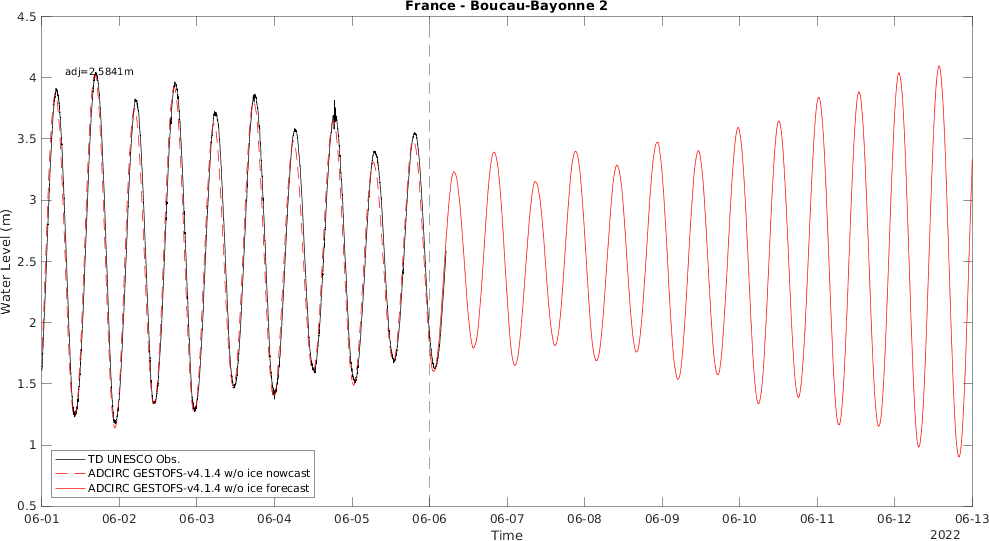 France - Boucau-Bayonne 2
4.5
adj=2.5841m
4
3.5
3
2.5
2
1.5
1
0.5
Water Level (m)
TD UNESCO Obs.
ADCIRC GESTOFS-v4.1.4 w/o ice nowcast
ADCIRC GESTOFS-v4.1.4 w/o ice forecast
06-01 06-02 06-03 06-04 06-05 06-06 06-07 06-08 06-09 06-10 06-11 06-12 06-13
Time
2022